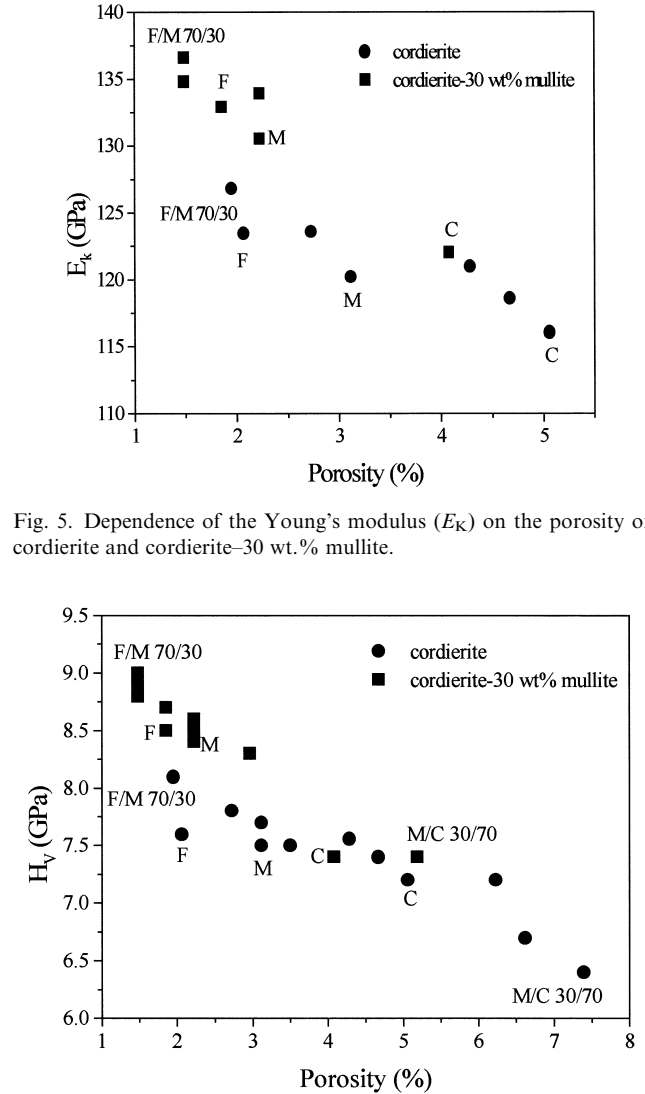 140
F/M 70/30
cordierite
cordierite-30 wt% mullite
F
135
M
130
F/M 70/30
125
F
C
120
M
115
C
110
1 2 3 4 5
E_k (GPa)
Porosity (%)
Fig. 5. Dependence of the Young's modulus (E_K) on the porosity o
cordierite and cordierite–30 wt.% mullite.
9.5
F/M 70/30
cordierite
cordierite-30 wt% mullite
9.0
8.5
F
M
8.0
F/M 70/30
F
7.5
M
C
M/C 30/70
7.0
C
6.5
M/C 30/70
6.0
1 2 3 4 5 6 7 8
H_V (GPa)
Porosity (%)